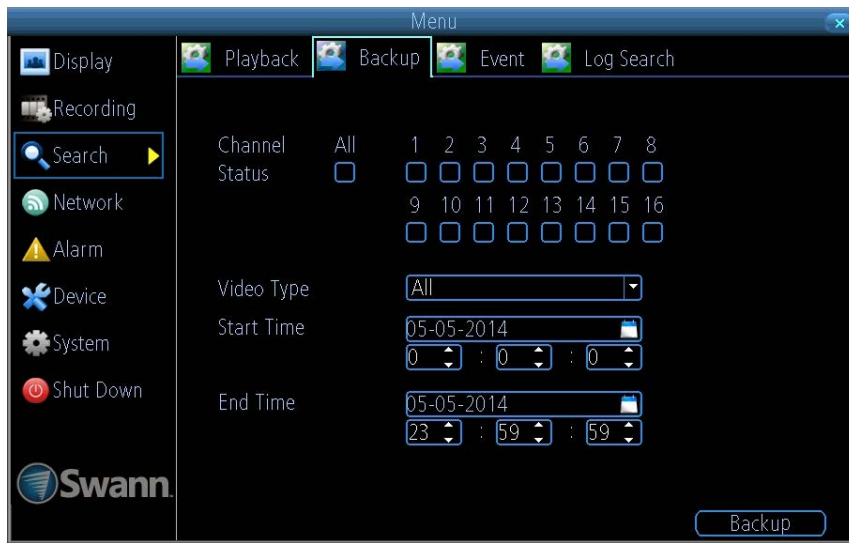 Menu
Display
Recording
Search
Network
Alarm
Device
System
Shut Down
Swann
Playback Backup Event Log Search
Channel All 1 2 3 4 5 6 7 8
Status
9 10 11 12 13 14 15 16
Video Type All
Start Time 05-05-2014
0 : 0 : 0
End Time 05-05-2014
23 : 59 : 59
Backup